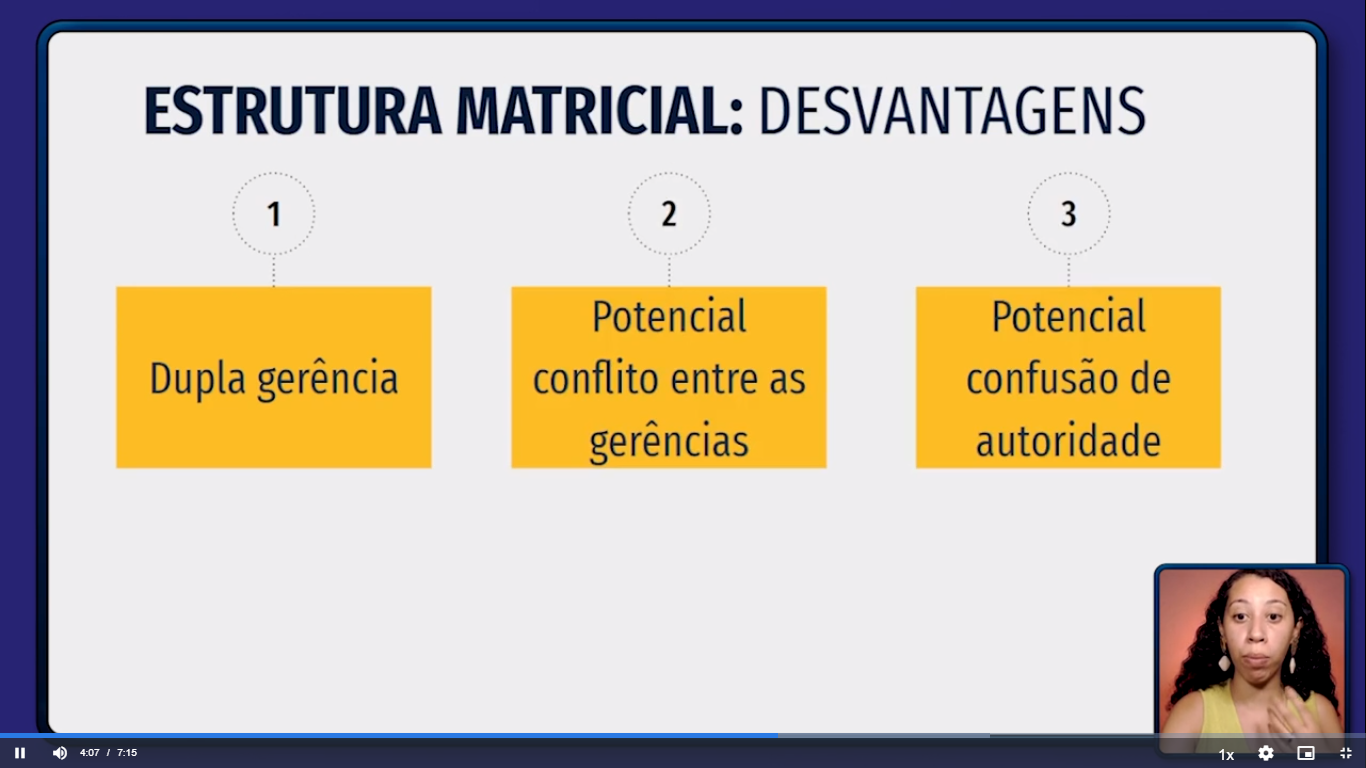 ESTRUTURA MATRICIAL: DESVANTAGENS
1
2
3
Dupla gerência
Potencial
conflito entre as
gerências
Potencial
confusão de
autoridade
4:07 / 7:15
1x